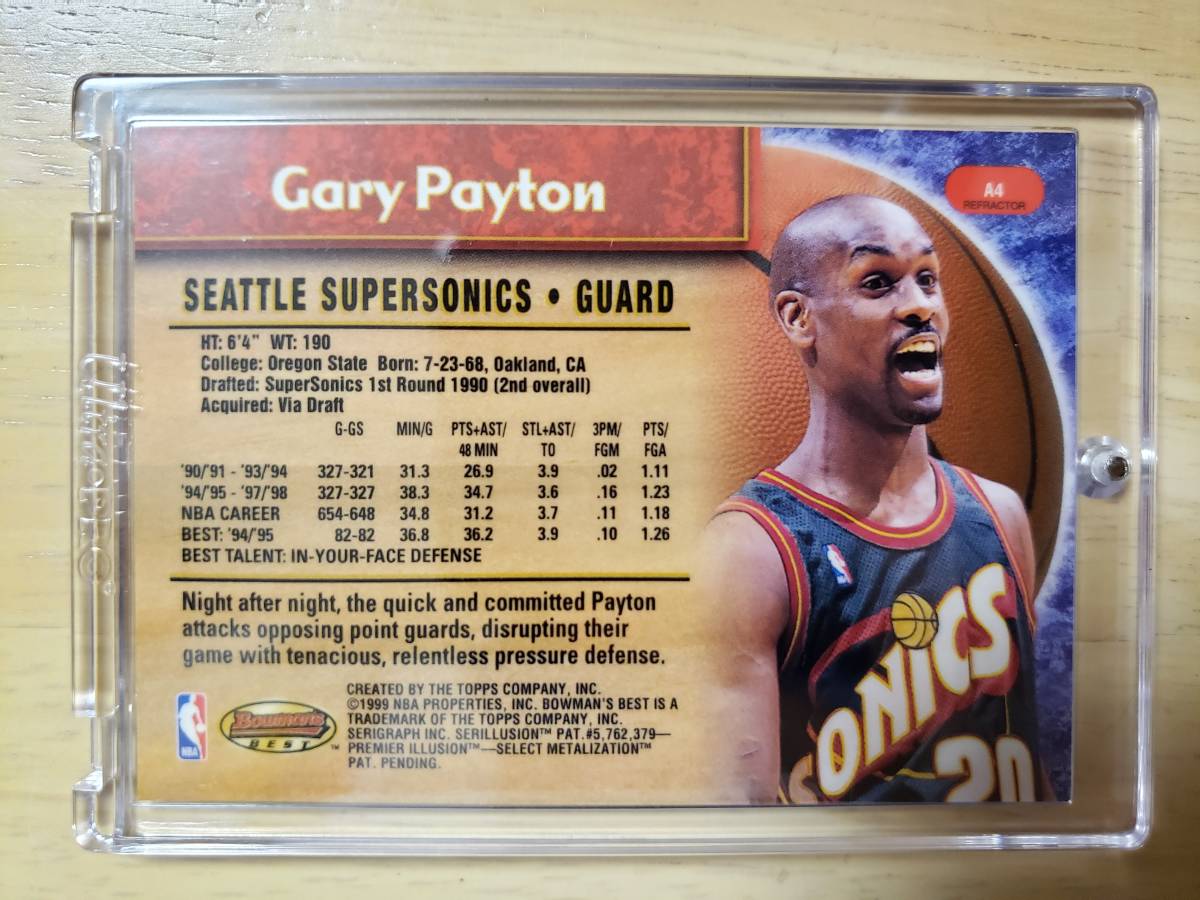 Gary Payton
A4
REFRACTOR
SEATTLE SUPERSONICS • GUARD
HT: 6'4" WT: 190
College: Oregon State Born: 7-23-68, Oakland, CA
Drafted: SuperSonics 1st Round 1990 (2nd overall)
Acquired: Via Draft
G-GS MIN/G PTS+AST/ STL+AST/ 3PM/ PTS/
48 MIN TO FGM FGA
'90/'91 - '93/'94 327-321 31.3 26.9 3.9 .02 1.11
'94/'95 - '97/'98 327-327 38.3 34.7 3.6 .16 1.23
NBA CAREER 654-648 34.8 31.2 3.7 .11 1.18
BEST: '94/'95 82-82 36.8 36.2 3.9 .10 1.26
BEST TALENT: IN-YOUR-FACE DEFENSE
Night after night, the quick and committed Payton
attacks opposing point guards, disrupting their
game with tenacious, relentless pressure defense.
NBA
Bowman's
BEST™
CREATED BY THE TOPPS COMPANY, INC.
©1999 NBA PROPERTIES, INC. BOWMAN'S BEST IS A
TRADEMARK OF THE TOPPS COMPANY, INC.
SERIGRAPH INC. SERILLUSION™ PAT.#5,762,379—
PREMIER ILLUSION™—SELECT METALIZATION™
PAT. PENDING.
SONICS
20
Ultra PRO®